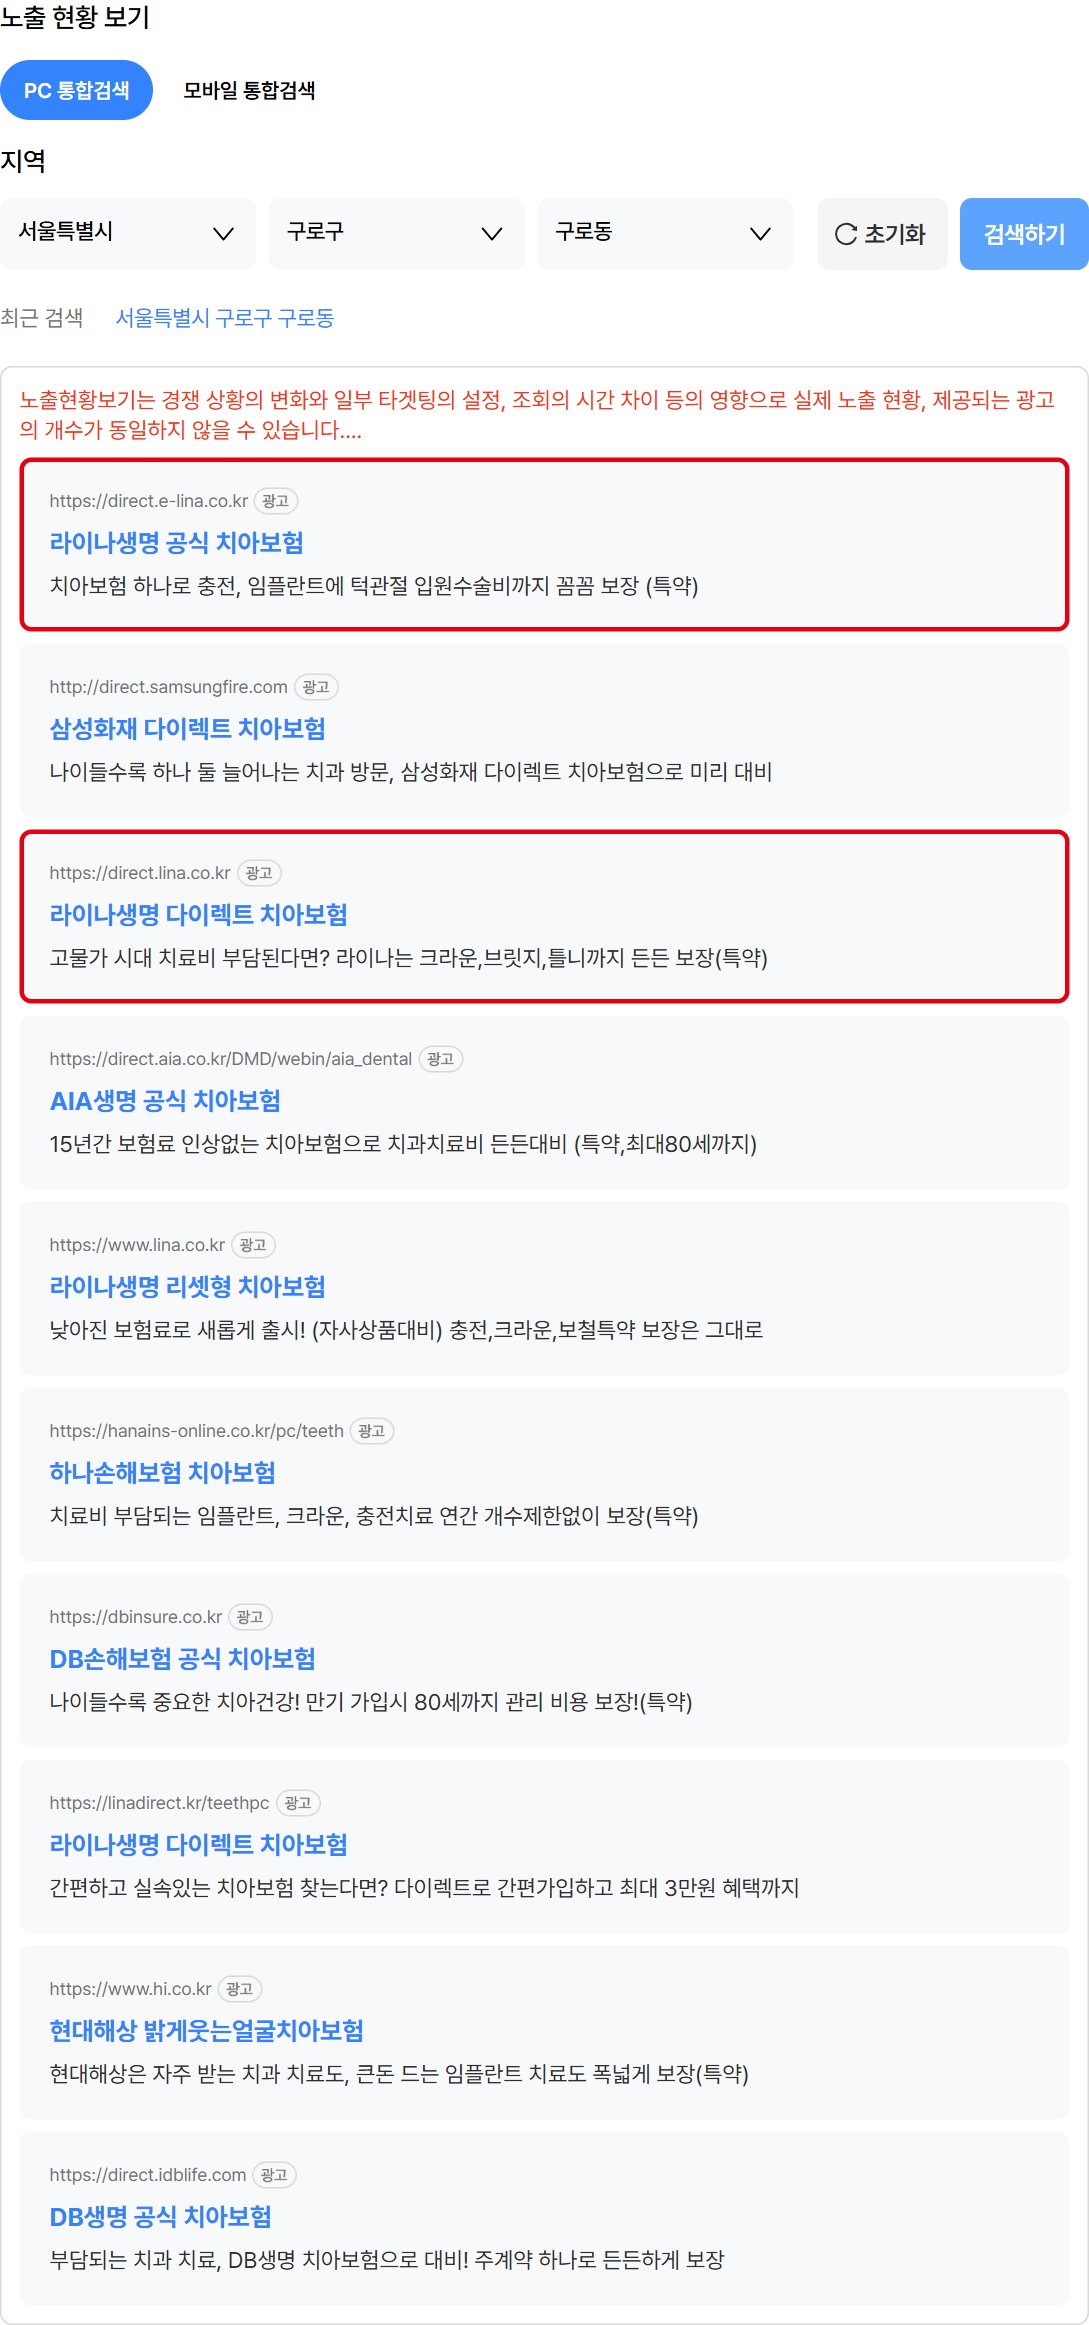 노출 현황 보기
PC 통합검색 모바일 통합검색
지역
서울특별시 구로구 구로동 초기화 검색하기
최근 검색 서울특별시 구로구 구로동
노출현황보기는 경쟁 상황의 변화와 일부 타겟팅의 설정, 조회의 시간 차이 등의 영향으로 실제 노출 현황, 제공되는 광고
의 개수가 동일하지 않을 수 있습니다....
https://direct.e-lina.co.kr 광고
라이나생명 공식 치아보험
치아보험 하나로 충전, 임플란트에 턱관절 입원수술비까지 꼼꼼 보장 (특약)
http://direct.samsungfire.com 광고
삼성화재 다이렉트 치아보험
나이들수록 하나 둘 늘어나는 치과 방문, 삼성화재 다이렉트 치아보험으로 미리 대비
https://direct.lina.co.kr 광고
라이나생명 다이렉트 치아보험
고물가 시대 치료비 부담된다면? 라이나는 크라운,브릿지,틀니까지 든든 보장(특약)
https://direct.aia.co.kr/DMD/webin/aia_dental 광고
AIA생명 공식 치아보험
15년간 보험료 인상없는 치아보험으로 치과치료비 든든대비 (특약,최대80세까지)
https://www.lina.co.kr 광고
라이나생명 리셋형 치아보험
낮아진 보험료로 새롭게 출시! (자사상품대비) 충전,크라운,보철특약 보장은 그대로
https://hanains-online.co.kr/pc/teeth 광고
하나손해보험 치아보험
치료비 부담되는 임플란트, 크라운, 충전치료 연간 개수제한없이 보장(특약)
https://dbinsure.co.kr 광고
DB손해보험 공식 치아보험
나이들수록 중요한 치아건강! 만기 가입시 80세까지 관리 비용 보장!(특약)
https://linadirect.kr/teethpc 광고
라이나생명 다이렉트 치아보험
간편하고 실속있는 치아보험 찾는다면? 다이렉트로 간편가입하고 최대 3만원 혜택까지
https://www.hi.co.kr 광고
현대해상 밝게웃는얼굴치아보험
현대해상은 자주 받는 치과 치료도, 큰돈 드는 임플란트 치료도 폭넓게 보장(특약)
https://direct.idblife.com 광고
DB생명 공식 치아보험
부담되는 치과 치료, DB생명 치아보험으로 대비! 주계약 하나로 든든하게 보장